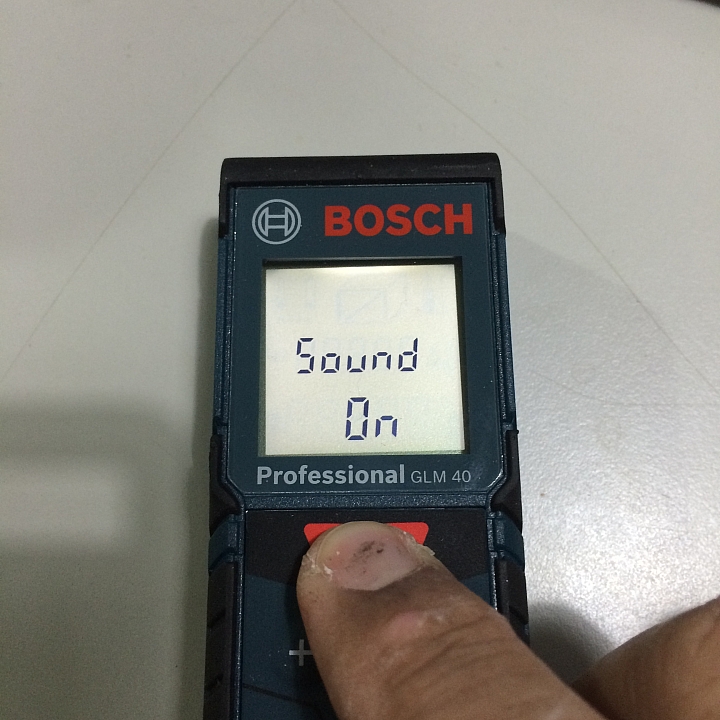 BOSCH
Sound
On
Professional GLM 40
+